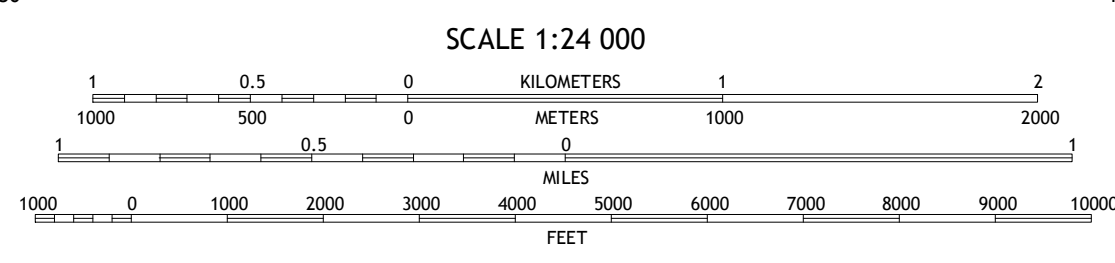 SCALE 1:24 000
1 0.5 0 KILOMETERS 1 2
1000 500 0 METERS 1000 2000
1 0.5 0 1
MILES
1000 0 1000 2000 3000 4000 5000 6000 7000 8000 9000 10000
FEET